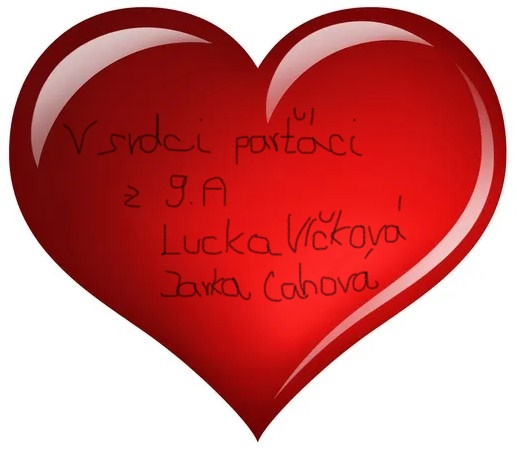 V srdci parťáci
z 9.A
Lucka Vlčková
Jarka Cahová